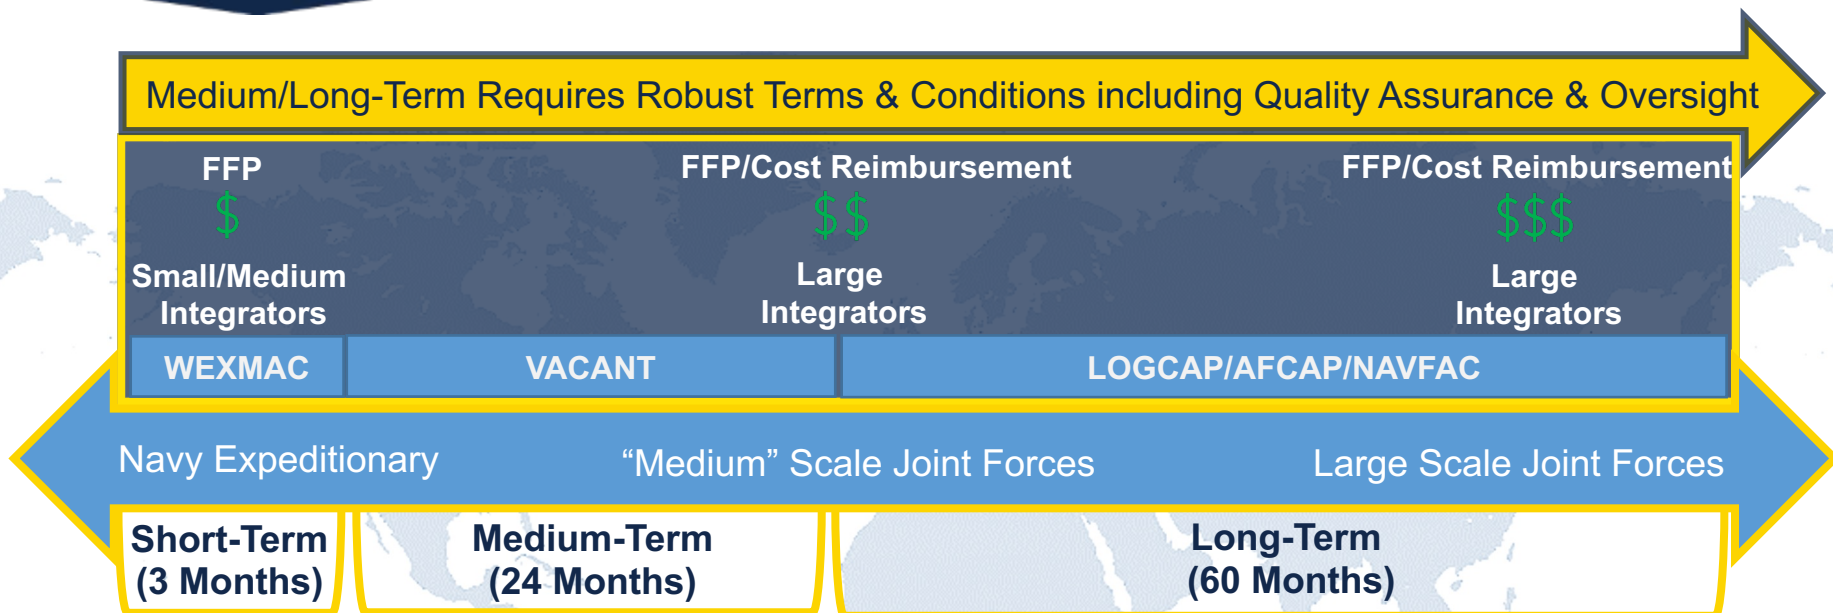 Medium/Long-Term Requires Robust Terms & Conditions including Quality Assurance & Oversight
FFP
$
Small/Medium
Integrators
FFP/Cost Reimbursement
$$
Large
Integrators
FFP/Cost Reimbursement
$$$
Large
Integrators
WEXMAC
VACANT
LOGCAP/AFCAP/NAVFAC
Navy Expeditionary
“Medium” Scale Joint Forces
Large Scale Joint Forces
Short-Term
(3 Months)
Medium-Term
(24 Months)
Long-Term
(60 Months)